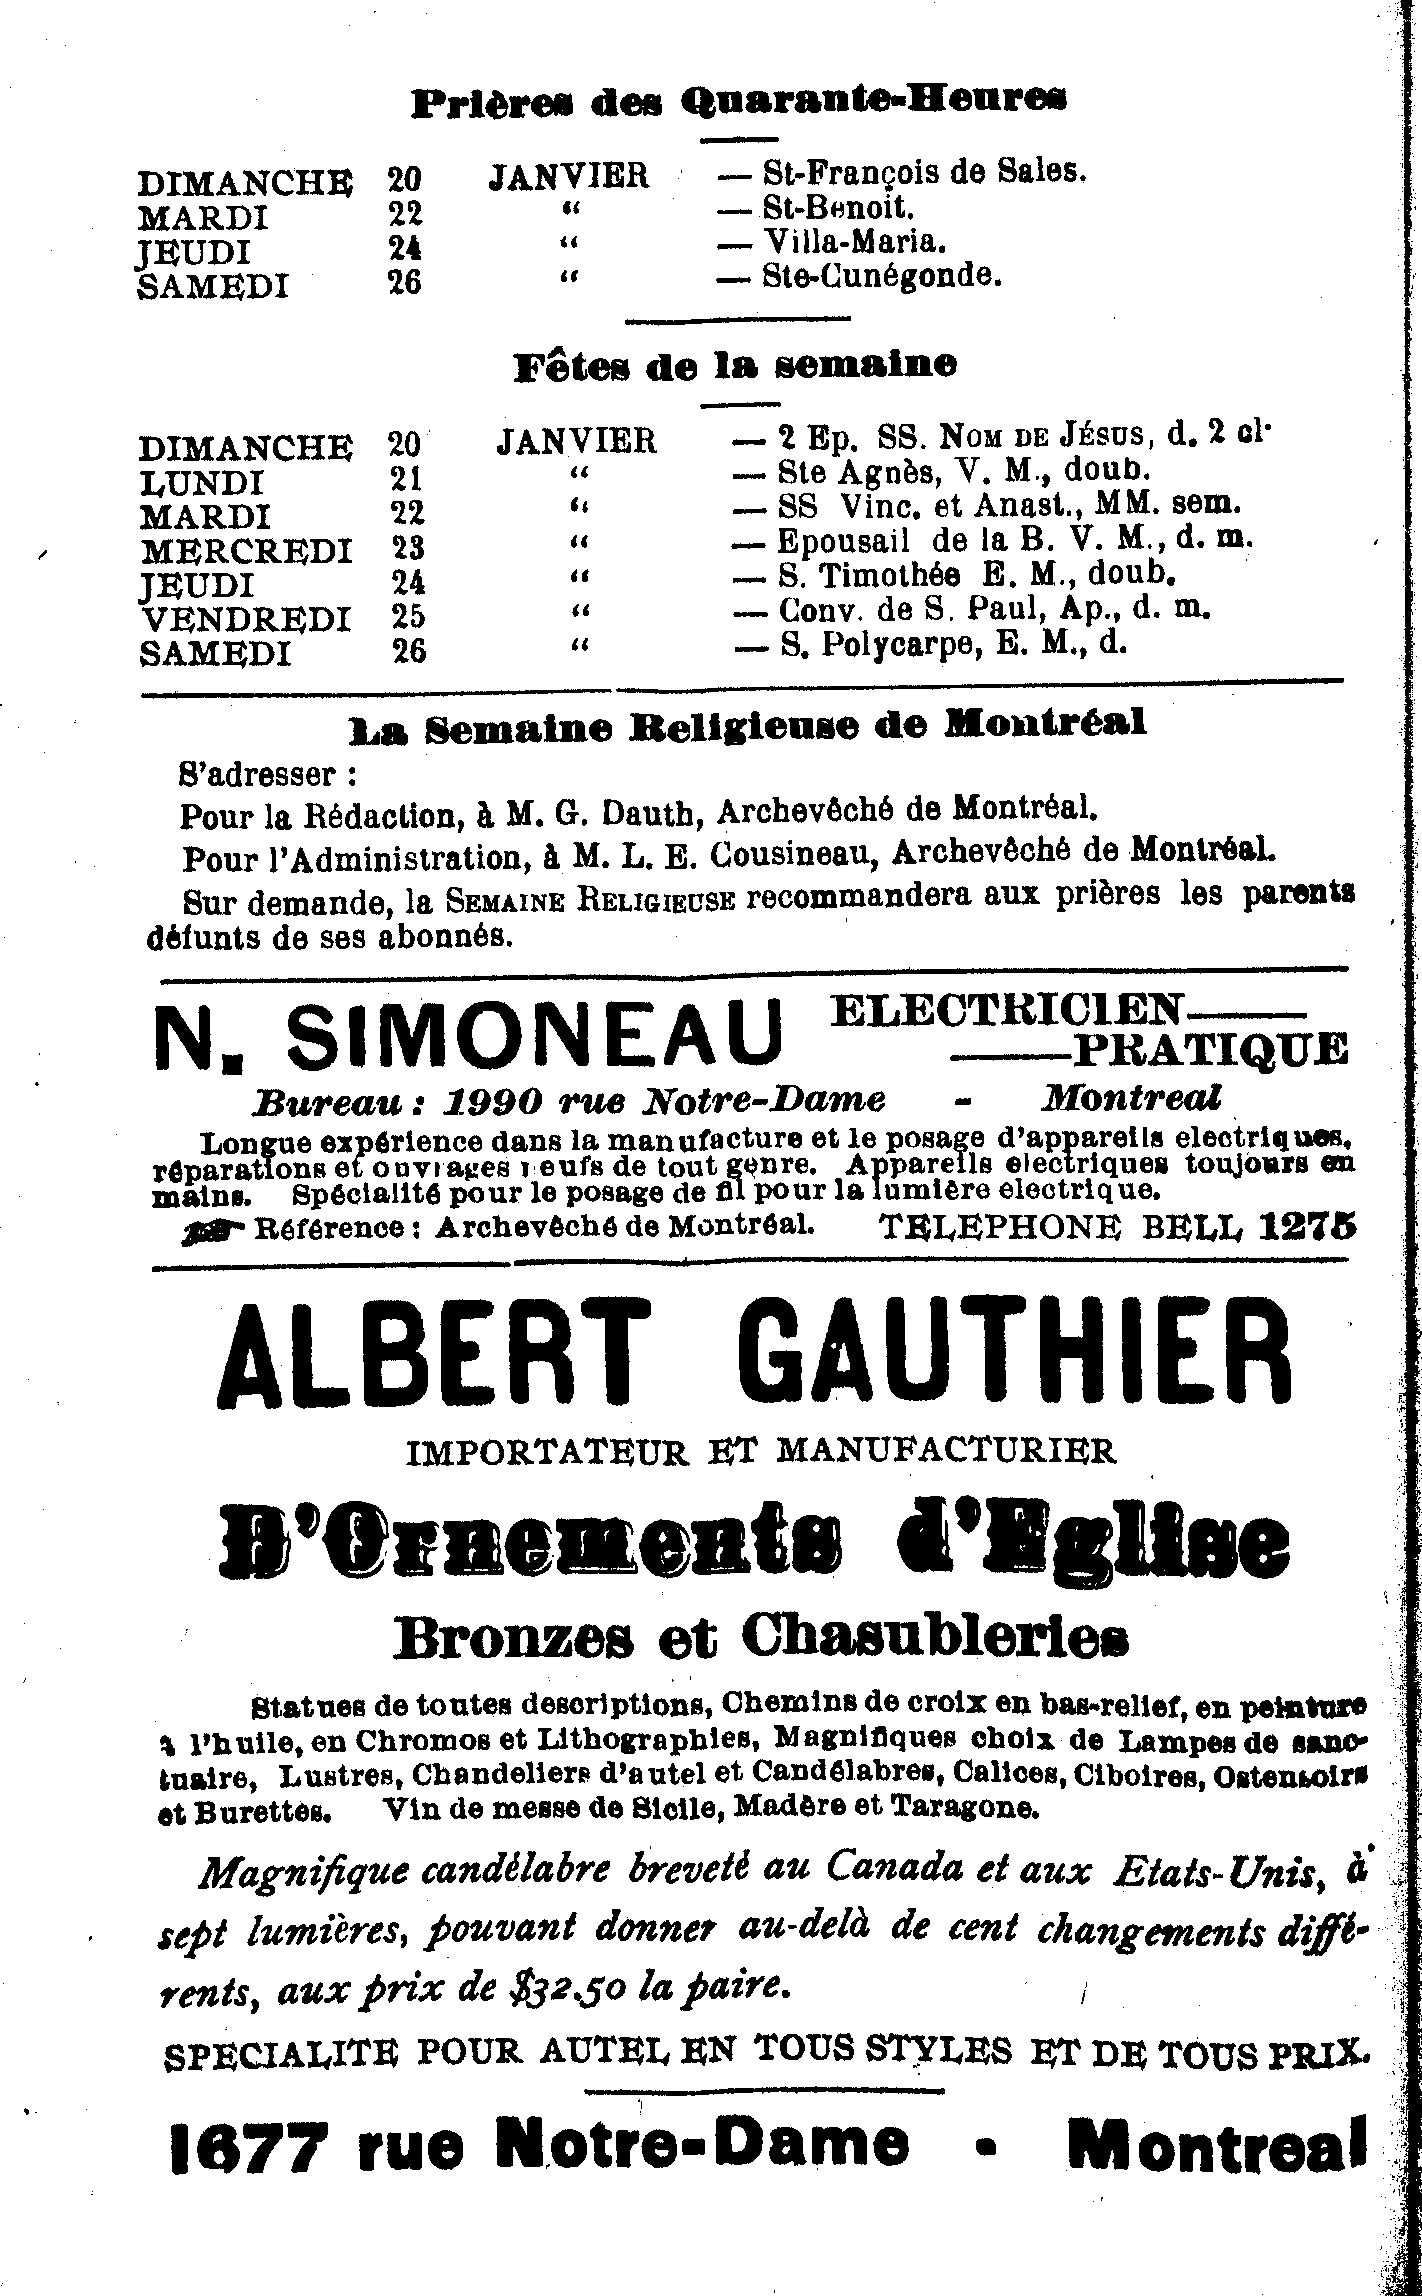 Prières des Quarante-Heures
DIMANCHE 20 JANVIER — St-François de Sales.
MARDI 22 “ — St-Benoit.
JEUDI 24 “ — Villa-Maria.
SAMEDI 26 “ — Ste-Cunégonde.
Fêtes de la semaine
DIMANCHE 20 JANVIER — 2 Ep. SS. NOM DE JÉSUS, d. 2 cl.
LUNDI 21 “ — Ste Agnès, V. M., doub.
MARDI 22 “ — SS Vinc. et Anast., MM. sem.
MERCREDI 23 “ — Epousail de la B. V. M., d. m.
JEUDI 24 “ — S. Timothée E. M., doub.
VENDREDI 25 “ — Conv. de S. Paul, Ap., d. m.
SAMEDI 26 “ — S. Polycarpe, E. M., d.
La Semaine Religieuse de Montréal
S'adresser :
Pour la Rédaction, à M. G. Dauth, Archevêché de Montréal.
Pour l'Administration, à M. L. E. Cousineau, Archevêché de Montréal.
Sur demande, la SEMAINE RELIGIEUSE recommandera aux prières les parents
défunts de ses abonnés.
N. SIMONEAU ELECTRICIEN——
——PRATIQUE
Bureau : 1990 rue Notre-Dame - Montreal
Longue expérience dans la manufacture et le posage d'appareils electriques,
réparations et ouvrages neufs de tout genre. Appareils electriques toujours en
mains. Spécialité pour le posage de fil pour la lumière electrique.
☛ Référence : Archevêché de Montréal. TELEPHONE BELL 1275
ALBERT GAUTHIER
IMPORTATEUR ET MANUFACTURIER
D'Ornements d'Eglise
Bronzes et Chasubleries
Statues de toutes descriptions, Chemins de croix en bas-relief, en peinture
à l'huile, en Chromos et Lithographies, Magnifiques choix de Lampes de sanc-
tuaire, Lustres, Chandeliers d'autel et Candélabres, Calices, Ciboires, Ostensoirs
et Burettes. Vin de messe de Sicile, Madère et Taragone.
Magnifique candélabre breveté au Canada et aux Etats-Unis, à
sept lumières, pouvant donner au-delà de cent changements diffé-
rents, aux prix de $32.50 la paire.
SPECIALITE POUR AUTEL EN TOUS STYLES ET DE TOUS PRIX.
1677 rue Notre-Dame - Montreal